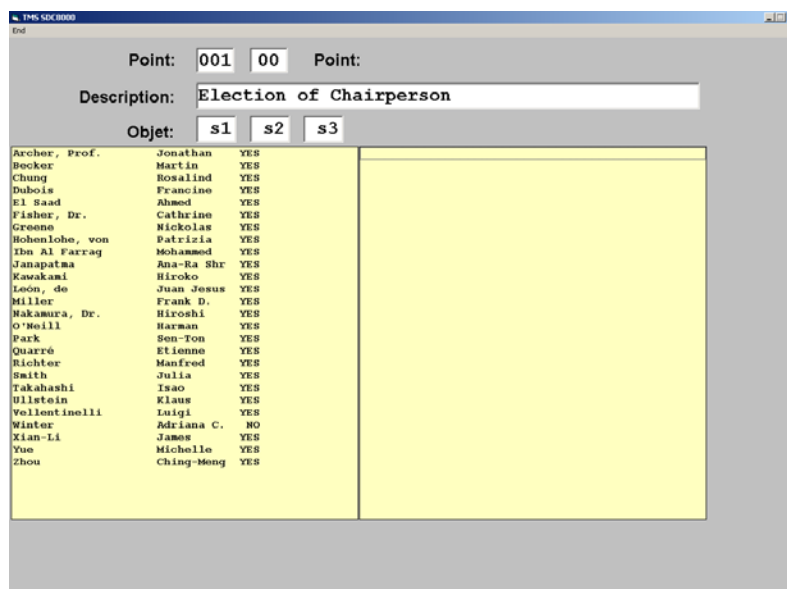 TMS SDC8000
End
Point: 001 00 Point:
Description: Election of Chairperson
Objet: s1 s2 s3
Archer, Prof. Jonathan YES
Becker Martin YES
Chung Rosalind YES
Dubois Francine YES
El Saad Ahmed YES
Fisher, Dr. Cathrine YES
Greene Nickolas YES
Hohenlohe, von Patrizia YES
Ibn Al Farrag Mohammed YES
Janapatma Ana-Ra Shr YES
Kawakami Hiroko YES
León, de Juan Jesus YES
Miller Frank D. YES
Nakamura, Dr. Hiroshi YES
O'Neill Harman YES
Park Sen-Ton YES
Quarré Etienne YES
Richter Manfred YES
Smith Julia YES
Takahashi Isao YES
Ullstein Klaus YES
Vellentinelli Luigi YES
Winter Adriana C. NO
Xian-Li James YES
Yue Michelle YES
Zhou Ching-Meng YES